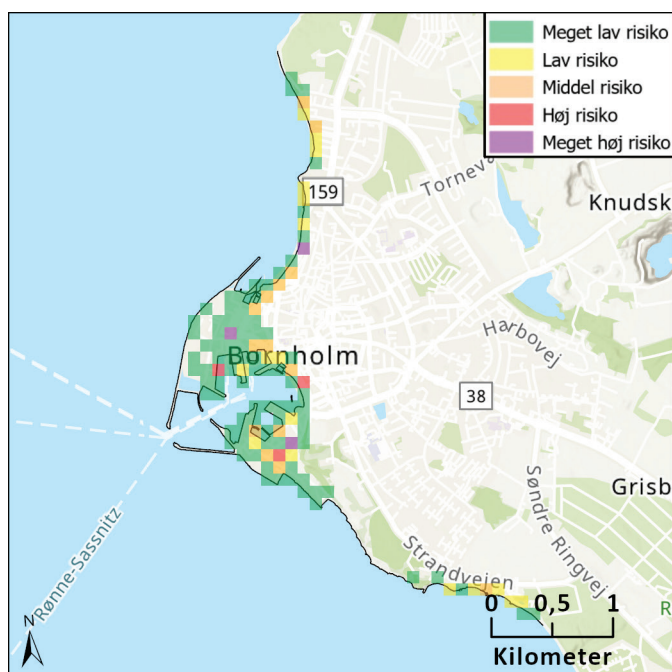 Meget lav risiko
Lav risiko
Middel risiko
Høj risiko
Meget høj risiko
159
Knudsk
Harbovej
Bornholm
38
Grisb
Søndre Ringvej
Strandvejen
Rønne-Sassnitz
R
0 0,5 1
Kilometer
N